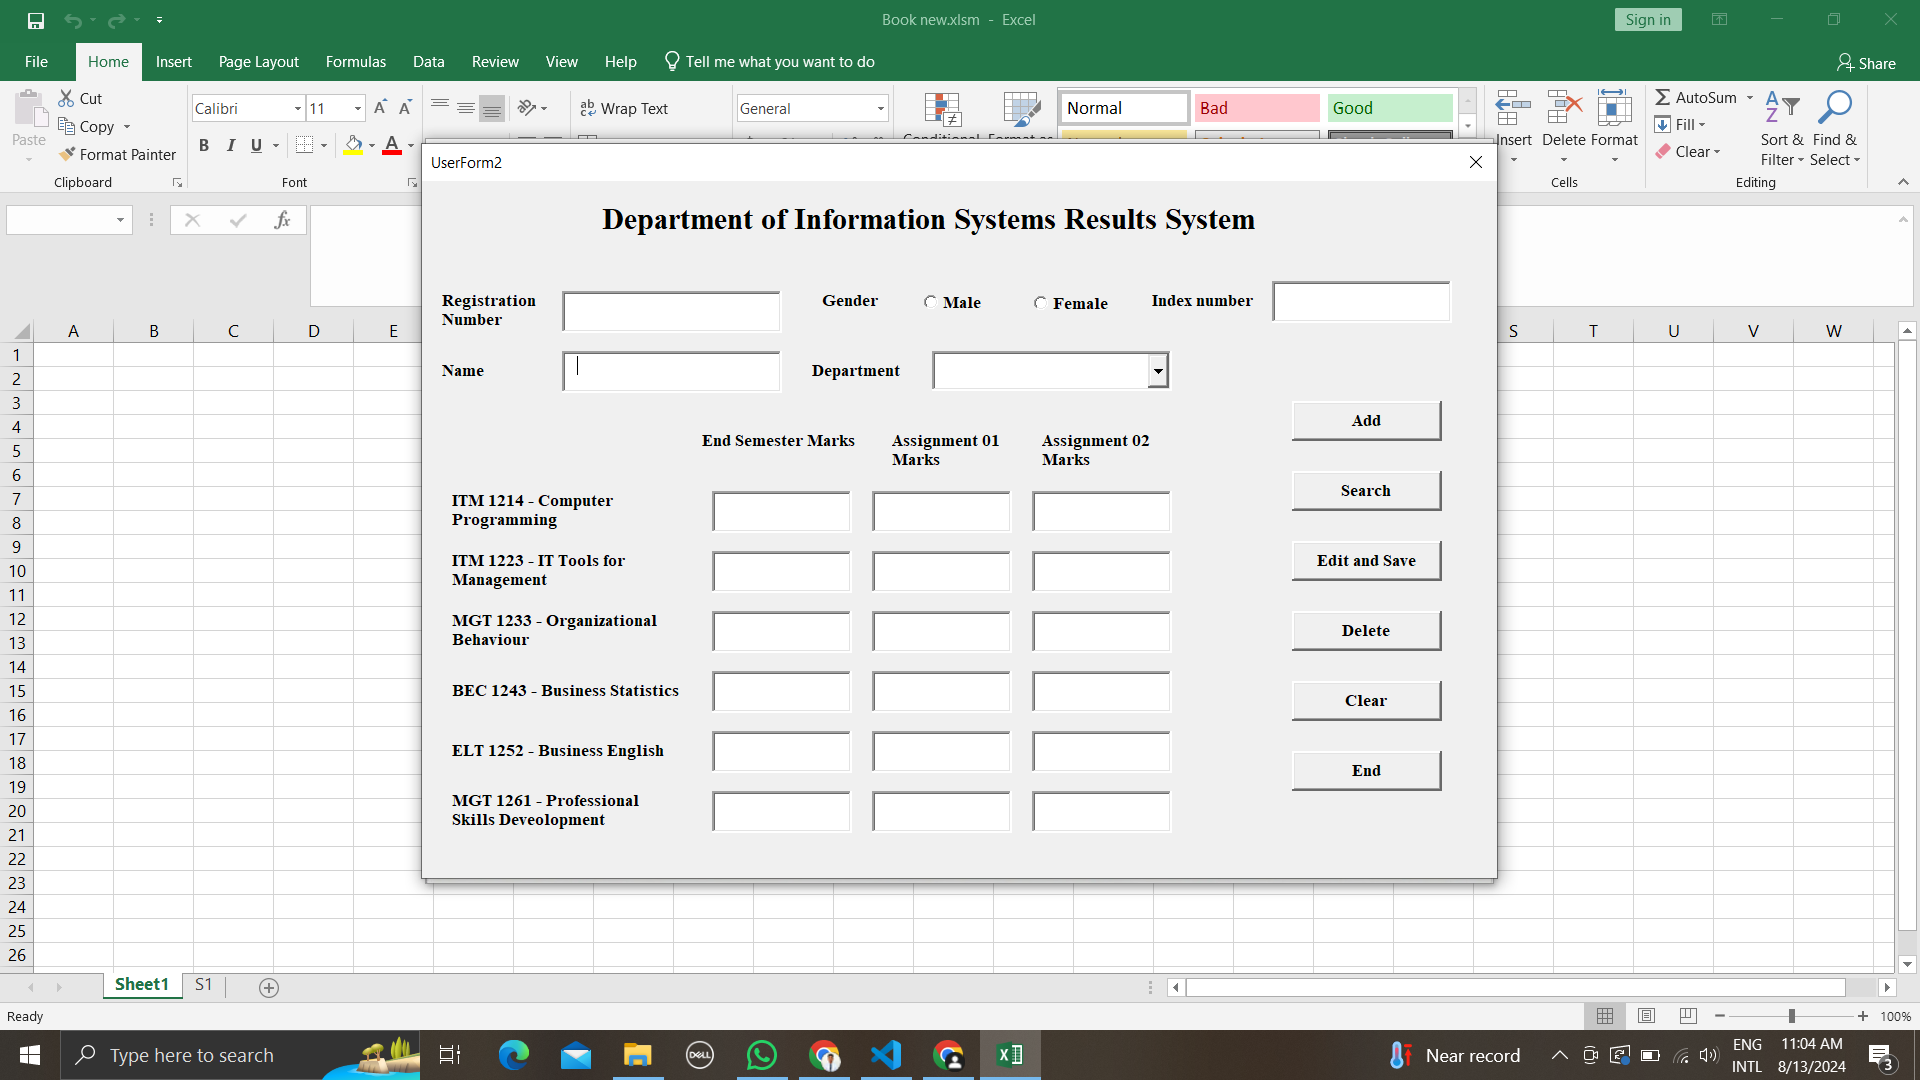 Book new.xlsm - Excel
Sign in
File Home Insert Page Layout Formulas Data Review View Help Tell me what you want to do Share
Cut
Calibri 11
Wrap Text
General
Normal Bad Good
AutoSum
Copy
Paste
Format Painter
B I U
Insert Delete Format
Fill
Clear
Sort & Filter
Find & Select
Clipboard Font Cells Editing
UserForm2
fx
Department of Information Systems Results System
Registration Number
Gender Male Female
Index number
Name
Department
End Semester Marks
Assignment 01 Marks
Assignment 02 Marks
Add
ITM 1214 - Computer Programming
Search
ITM 1223 - IT Tools for Management
Edit and Save
MGT 1233 - Organizational Behaviour
Delete
BEC 1243 - Business Statistics
Clear
ELT 1252 - Business English
End
MGT 1261 - Professional Skills Deveolopment
A B C D E S T U V W
1
2
3
4
5
6
7
8
9
10
11
12
13
14
15
16
17
18
19
20
21
22
23
24
25
26
Sheet1 S1
Ready
100%
Type here to search
DELL
Near record
ENG
INTL
11:04 AM
8/13/2024
3